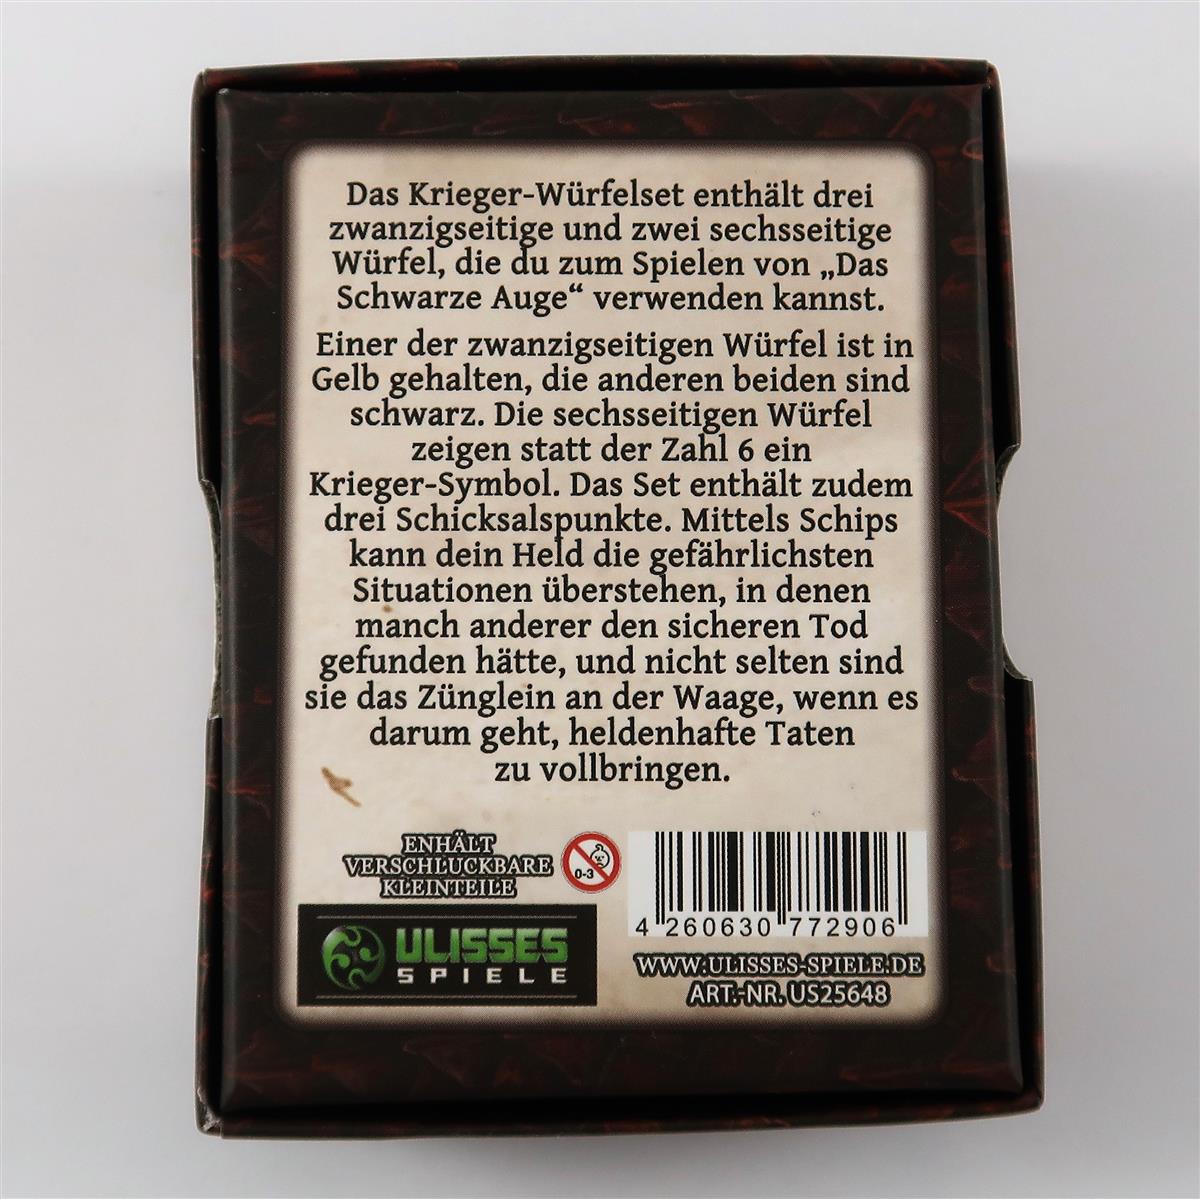 Das Krieger-Würfelset enthält drei
zwanzigseitige und zwei sechsseitige
Würfel, die du zum Spielen von „Das
Schwarze Auge“ verwenden kannst.
Einer der zwanzigseitigen Würfel ist in
Gelb gehalten, die anderen beiden sind
schwarz. Die sechsseitigen Würfel
zeigen statt der Zahl 6 ein
Krieger-Symbol. Das Set enthält zudem
drei Schicksalspunkte. Mittels Schips
kann dein Held die gefährlichsten
Situationen überstehen, in denen
manch anderer den sicheren Tod
gefunden hätte, und nicht selten sind
sie das Zünglein an der Waage, wenn es
darum geht, heldenhafte Taten
zu vollbringen.
ENHÄLT
VERSCHLUCKBARE
KLEINTEILE
0-3
ULISSES
SPIELE
4 260630 772906
WWW.ULISSES-SPIELE.DE
ART.-NR. US25648